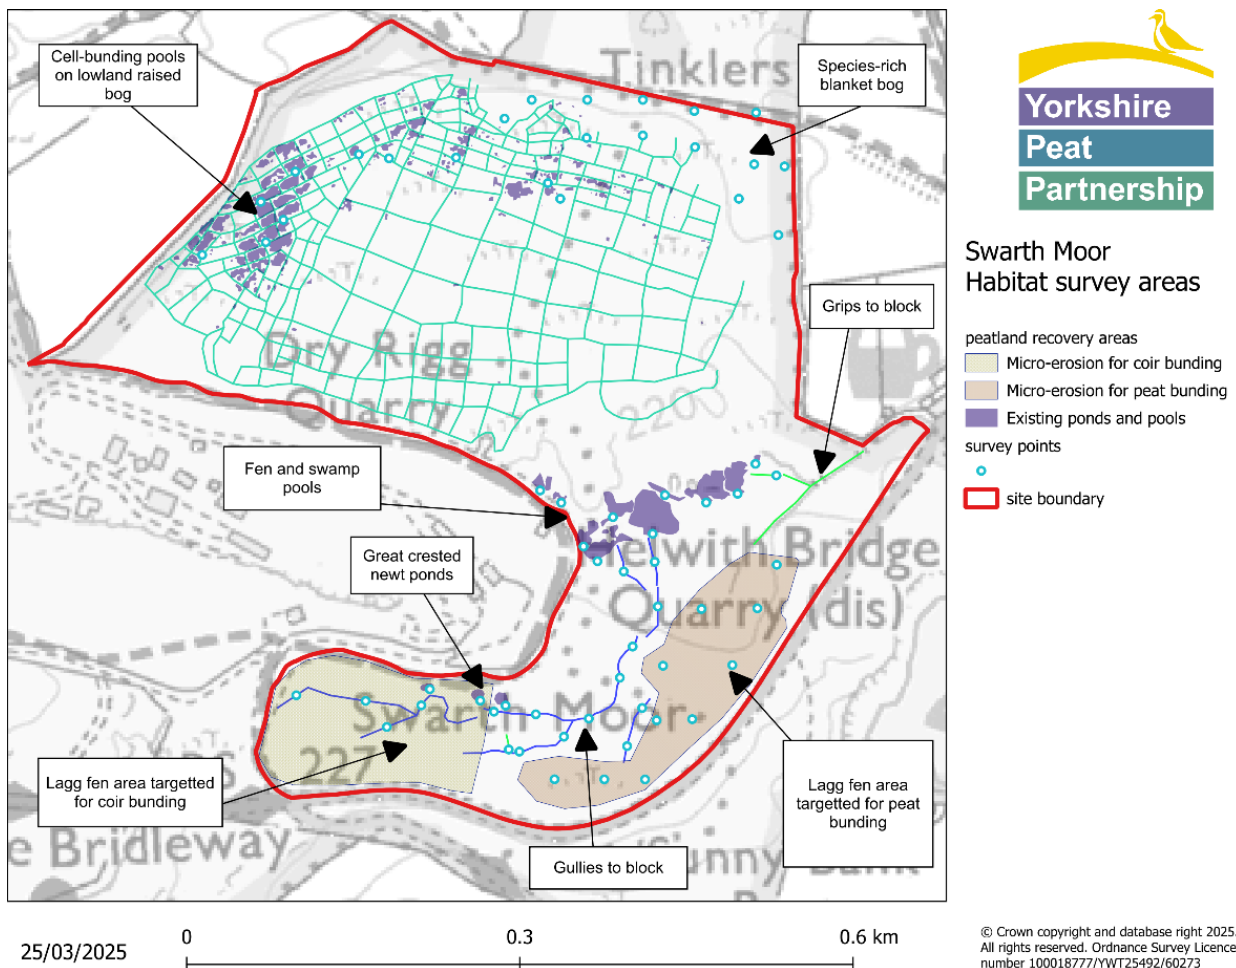 Cell-bunding pools
on lowland raised
bog
Tinklers
Species-rich
blanket bog
Yorkshire
Peat
Partnership
Swarth Moor
Habitat survey areas
Grips to block
peatland recovery areas
Micro-erosion for coir bunding
Micro-erosion for peat bunding
Existing ponds and pools
survey points
site boundary
Dry Rigg
Quarry
220
Fen and swamp
pools
Great crested
newt ponds
Helwith Bridge
Quarry (dis)
Swarth Moor
227
Lagg fen area targetted
for coir bunding
Lagg fen area
targetted for peat
bunding
e Bridleway
Gullies to block
Sunny Bank
25/03/2025
0
0.3
0.6 km
© Crown copyright and database right 2025.
All rights reserved. Ordnance Survey Licence
number 100018777/YWT25492/60273